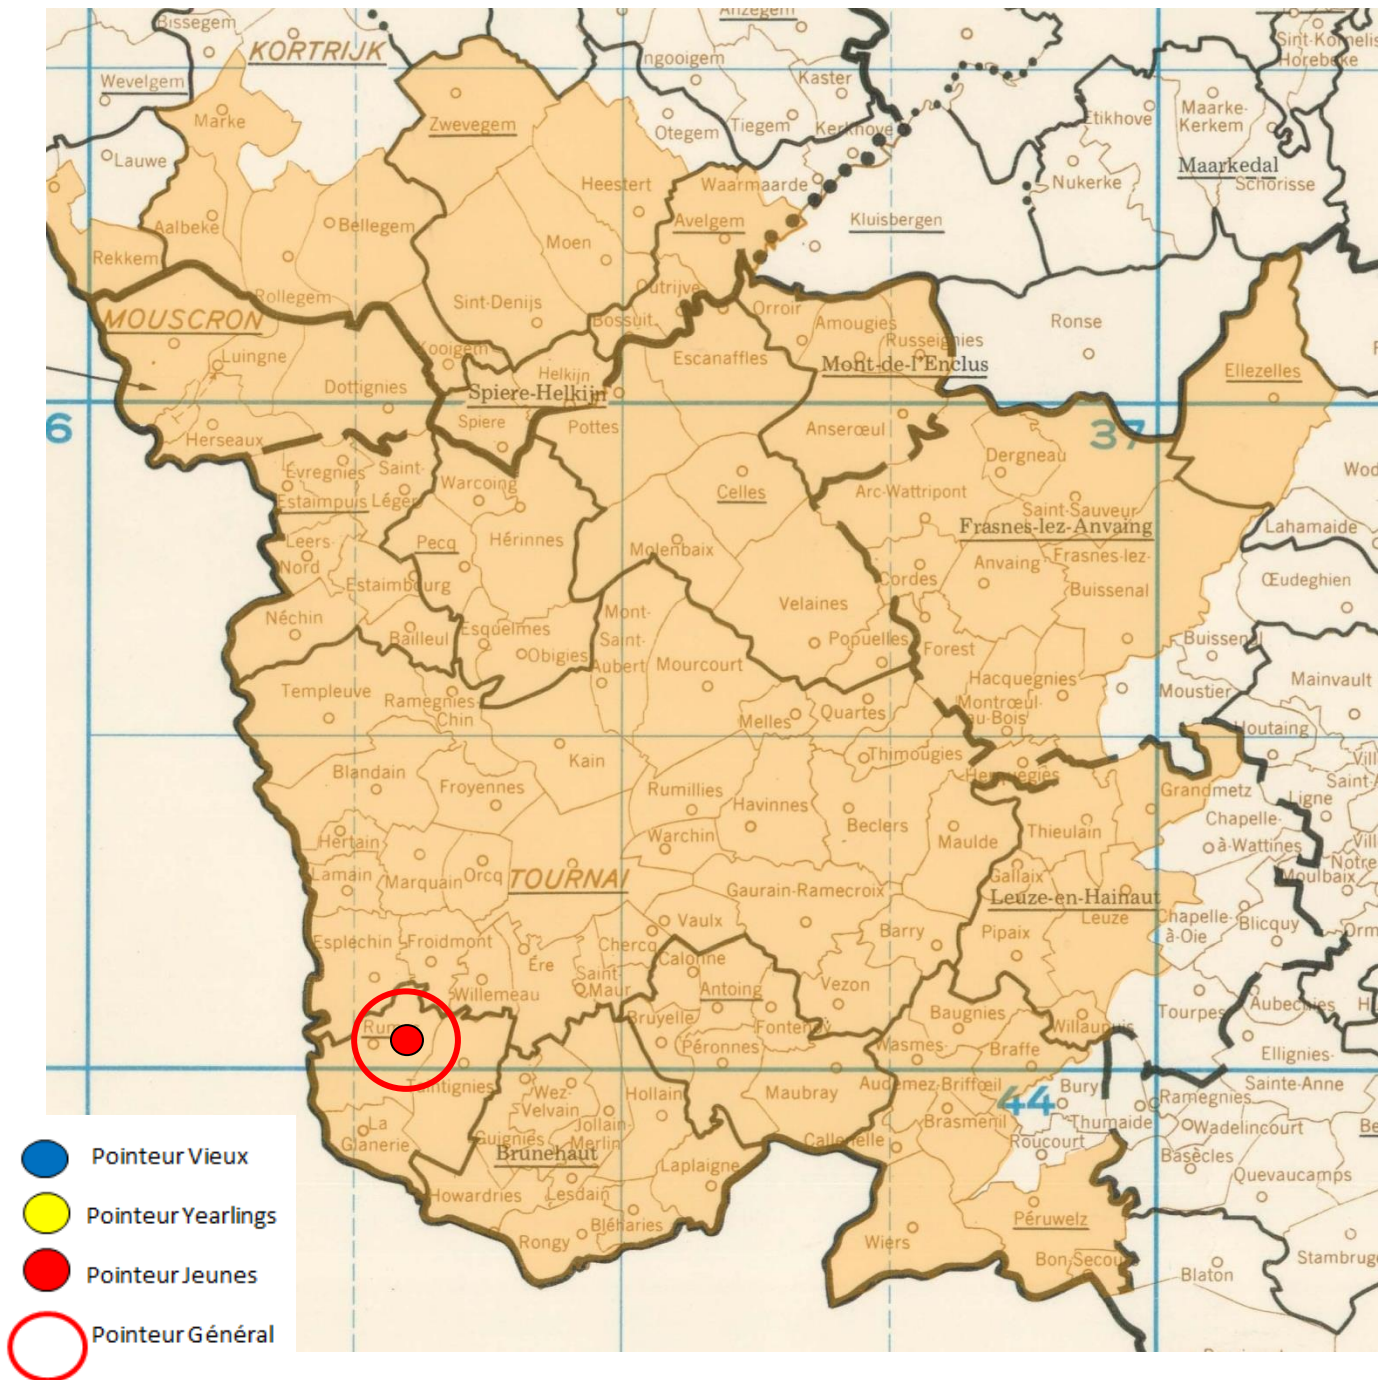 Bissegem
Anzegem
KORTRIJK
Ingooigem
Sint-Kornelis
Horebeke
Wevelgem
Kaster
Marke
Zwevegem
Otegem
Tiegem
Kerkhove
Etikhove
Maarke-
Kerkem
Lauwe
Maarkedal
Heestert
Waarmaarde
Nukerke
Schorisse
Aalbeke
Bellegem
Avelgem
Kluisbergen
Moen
Rekkem
Outrijve
Rollegem
Sint-Denijs
Orroir
MOUSCRON
Bossuit
Amougies
Ronse
Russeignies
Luingne
Kooigem
Escanaffles
Mont-de-l'Enclus
Helkijn
Ellezelles
Dottignies
Spiere-Helkijn
6
Spiere
Pottes
Anserœul
37
Herseaux
Dergneau
Évregnies
Saint-
Léger
Warcoing
Celles
Arc-Wattripont
Wod
Estaimpuis
Saint-Sauveur
Frasnes-lez-Anvaing
Lahamaide
Leers-
Nord
Pecq
Hérinnes
Molenbaix
Anvaing
Frasnes-lez-
Buissenal
Estaimbourg
Cordes
Œudeghien
Néchin
Velaines
Mont-
Saint-
Aubert
Bailleul
Esquelmes
Popuelles
Forest
Buissenal
Obigies
Mourcourt
Templeuve
Ramegnies-
Chin
Hacquegnies
Moustier
Mainvault
Montrœul-
au-Bois
Melles
Quartes
Houtaing
Kain
Thimougies
Blandain
Herquegies
Froyennes
Rumillies
Havinnes
Grandmetz
Ligne
Chapelle-
à-Wattines
Hertain
Warchin
Beclers
Maulde
Thieulain
Lamain
Marquain
Orcq
TOURNAI
Gallaix
Notre
Moulbaix
Gaurain-Ramecroix
Leuze-en-Hainaut
Leuze
Vaulx
Chapelle-
à-Oie
Blicquy
Esplechin
Froidmont
Chercq
Barry
Pipaix
Ère
Calonne
Saint-
Maur
Willemeau
Antoing
Vezon
Tourpes
Aubechies
Bruyelle
Fontenoy
Baugnies
Willaupuis
Péronnes
Wasmes-
Audemez-Briffœil
Braffe
Ellignies-
Sainte-Anne
Taintignies
Hollain
Maubray
Bury
Ramegnies
Wez-
Velvain
44
Brasménil
Thumaide
Wadelincourt
La
Glanerie
Jollain-
Merlin
Guignies
Callenelle
Roucourt
Brunehaut
Basècles
Laplaigne
Quevaucamps
Howardries
Lesdain
Bléharies
Péruwelz
Rongy
Wiers
Bon-Secours
Blaton
Stambruge
Pointeur Vieux
Pointeur Yearlings
Pointeur Jeunes
Pointeur Général